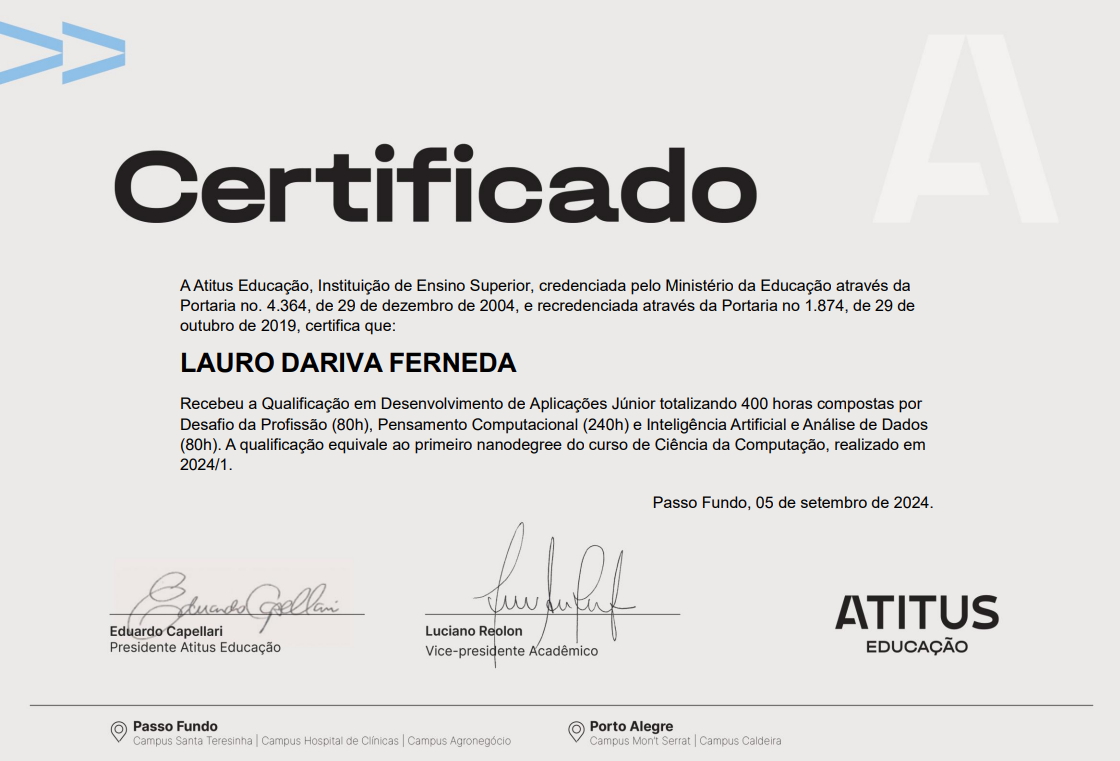 Certificado
A Atitus Educação, Instituição de Ensino Superior, credenciada pelo Ministério da Educação através da
Portaria no. 4.364, de 29 de dezembro de 2004, e recredenciada através da Portaria no 1.874, de 29 de
outubro de 2019, certifica que:
LAURO DARIVA FERNEDA
Recebeu a Qualificação em Desenvolvimento de Aplicações Júnior totalizando 400 horas compostas por
Desafio da Profissão (80h), Pensamento Computacional (240h) e Inteligência Artificial e Análise de Dados
(80h). A qualificação equivale ao primeiro nanodegree do curso de Ciência da Computação, realizado em
2024/1.
Passo Fundo, 05 de setembro de 2024.
Eduardo Capellari
Eduardo Capellari
Presidente Atitus Educação
Luciano Reolon
Vice-presidente Acadêmico
ATITUS
EDUCAÇÃO
Passo Fundo
Campus Santa Teresinha | Campus Hospital de Clínicas | Campus Agronegócio
Porto Alegre
Campus Mon't Serrat | Campus Caldeira